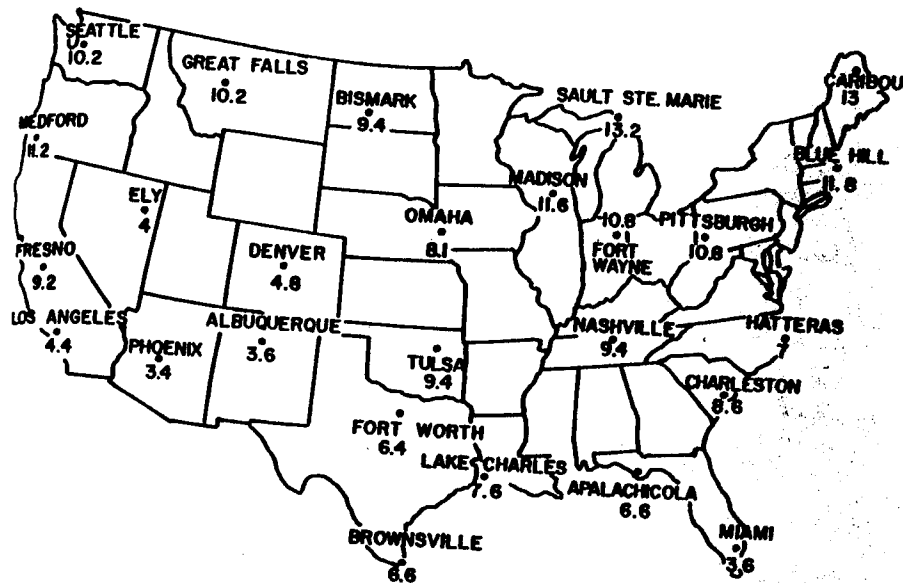 SEATTLE
10.2
GREAT FALLS
10.2
BISMARK
9.4
SAULT STE. MARIE
13.2
CARIBOU
13
MEDFORD
11.2
BLUE HILL
11.8
MADISON
11.6
ELY
4
OMAHA
8.1
10.8
FORT
WAYNE
PITTSBURGH
10.8
FRESNO
9.2
DENVER
4.8
LOS ANGELES
4.4
PHOENIX
3.4
ALBUQUERQUE
3.6
NASHVILLE
9.4
HATTERAS
7
TULSA
9.4
CHARLESTON
8.6
FORT WORTH
6.4
LAKE CHARLES
7.6
APALACHICOLA
6.6
BROWNSVILLE
6.6
MIAMI
3.6